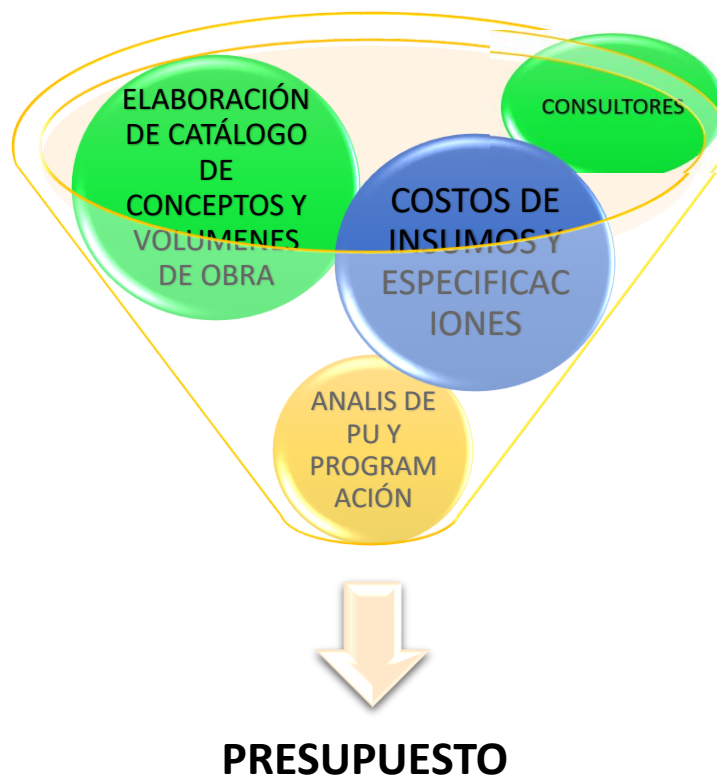 ELABORACIÓN
DE CATÁLOGO
DE
CONCEPTOS Y
VOLUMENES
DE OBRA
CONSULTORES
COSTOS DE
INSUMOS Y
ESPECIFICAC
IONES
ANALIS DE
PU Y
PROGRAM
ACIÓN
PRESUPUESTO